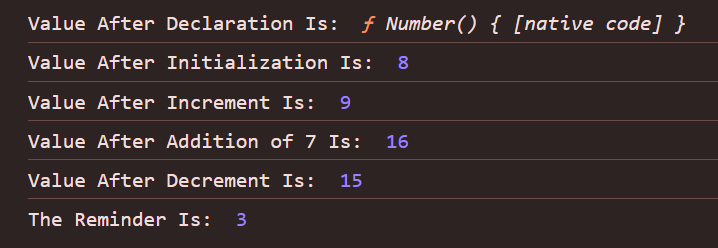 Value After Declaration Is: ƒ Number() { [native code] }
Value After Initialization Is: 8
Value After Increment Is: 9
Value After Addition of 7 Is: 16
Value After Decrement Is: 15
The Reminder Is: 3